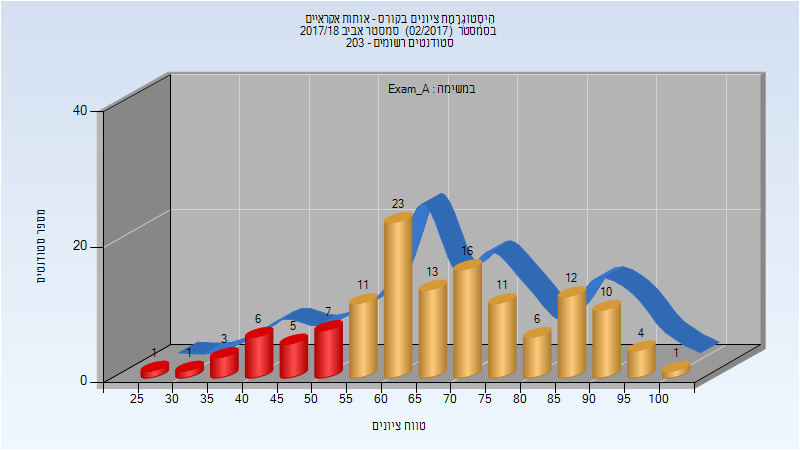 היסטוגרמת ציונים בקורס - אותות אקראיים
בסמסטר (02/2017) סמסטר אביב 2017/18
סטודנטים רשומים - 203
במשימה : Exam_A
מספר סטודנטים
40
20
0
1 1 3 6 5 7 11 23 13 16 11 6 12 10 4 1
25 30 35 40 45 50 55 60 65 70 75 80 85 90 95 100
טווח ציונים